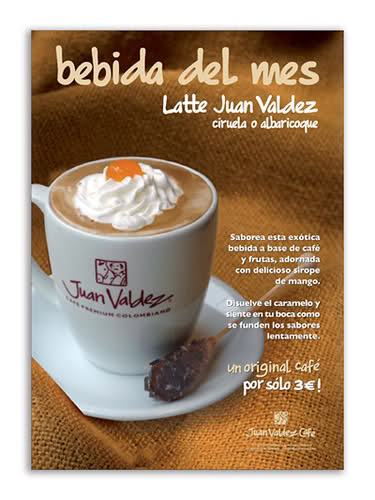 bebida del mes
Latte Juan Valdez
ciruela o albaricoque
Saborea esta exótica
bebida a base de café
y frutas, adornada
con delicioso sirope
de mango.
Disuelve el caramelo y
siente en tu boca como
se funden los sabores
lentamente.
Juan Valdez
CAFÉ PREMIUM COLOMBIANO
un original café
por sólo 3€!
Juan Valdez Café